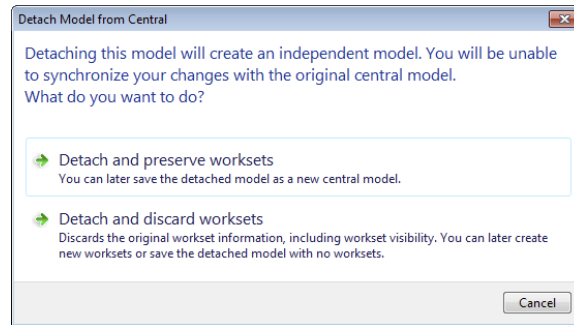 Detach Model from Central
Detaching this model will create an independent model. You will be unable
to synchronize your changes with the original central model.
What do you want to do?
Detach and preserve worksets
You can later save the detached model as a new central model.
Detach and discard worksets
Discards the original workset information, including workset visibility. You can later create
new worksets or save the detached model with no worksets.
Cancel